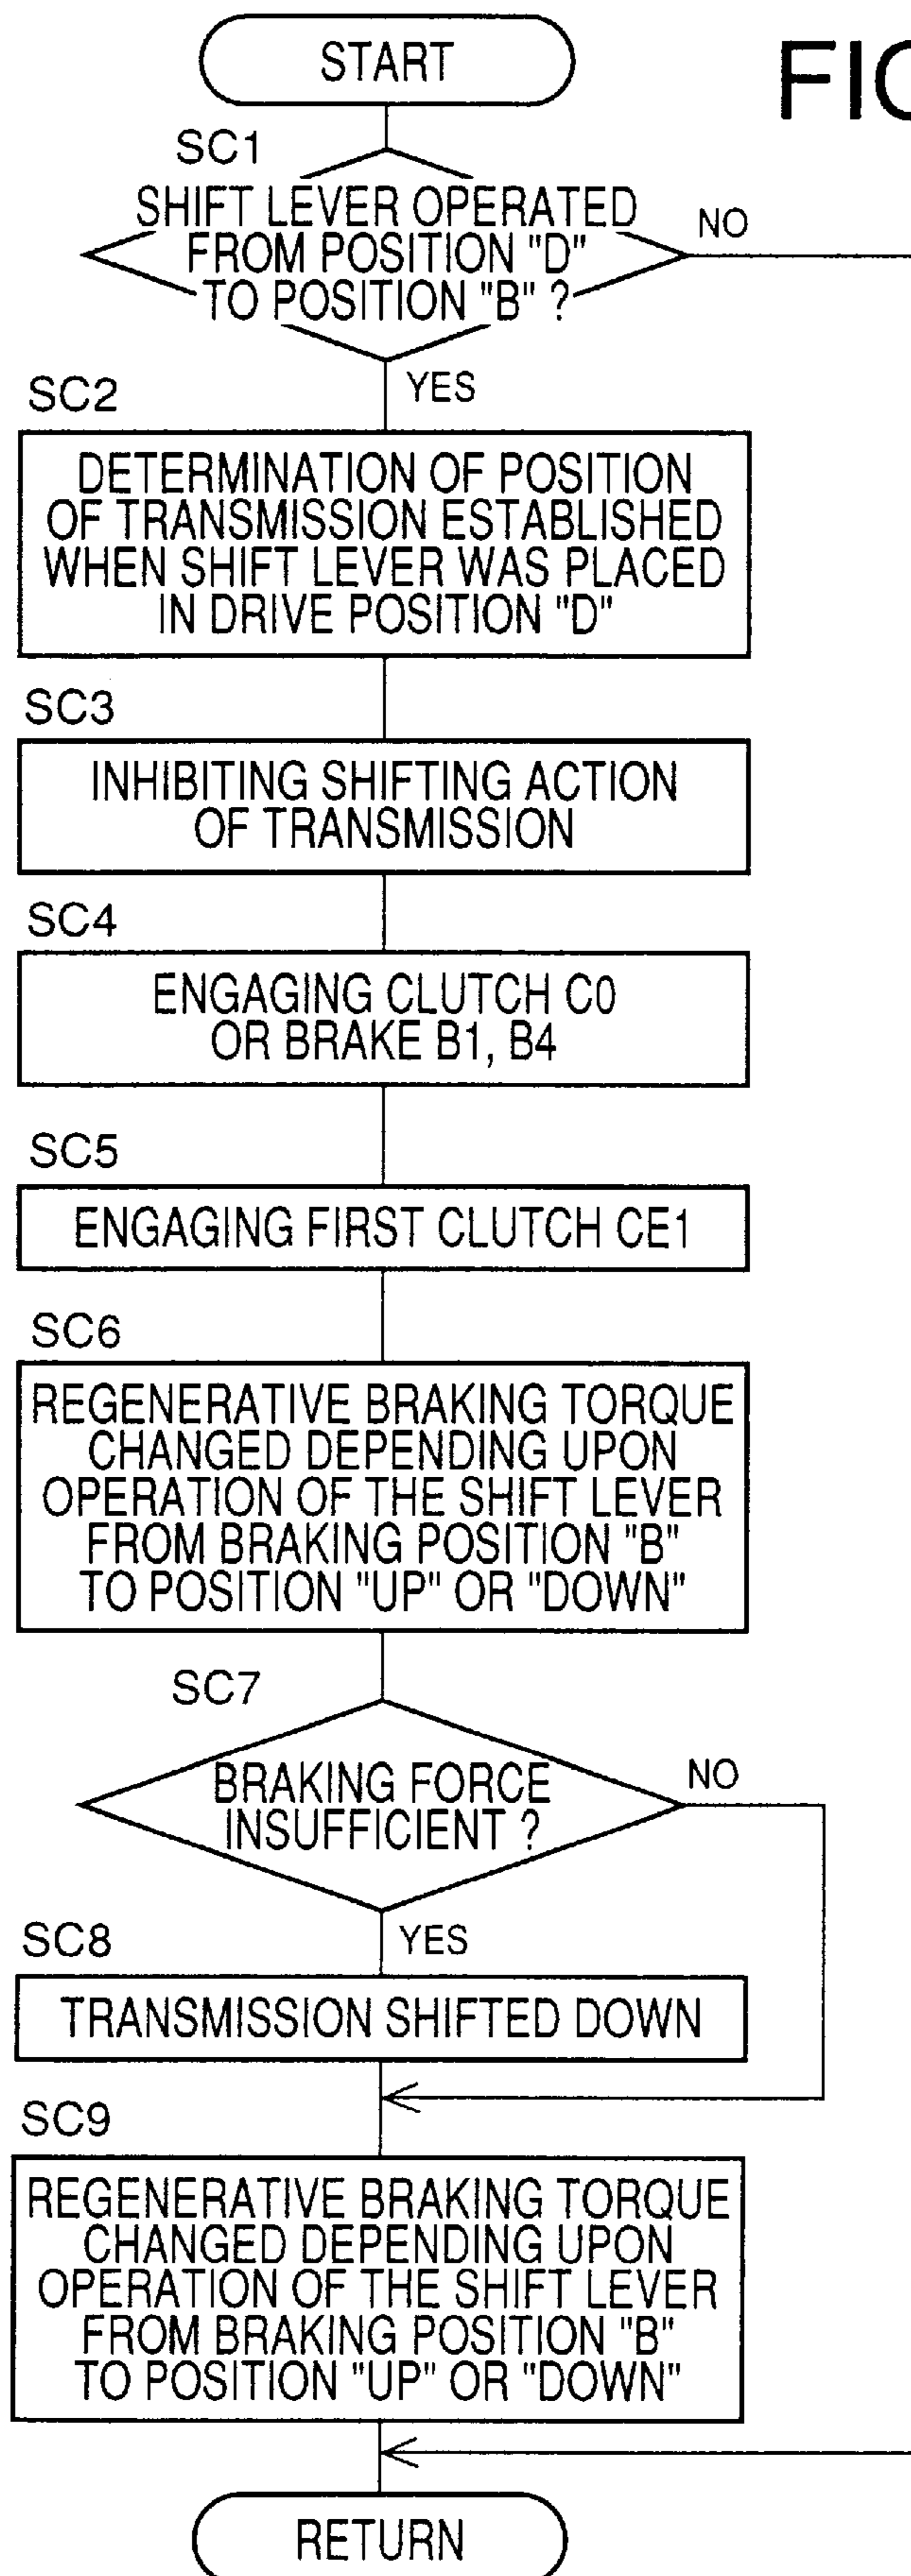 START
FIG
SC1
SHIFT LEVER OPERATED
FROM POSITION "D"
TO POSITION "B" ?
NO
YES
SC2
DETERMINATION OF POSITION
OF TRANSMISSION ESTABLISHED
WHEN SHIFT LEVER WAS PLACED
IN DRIVE POSITION "D"
SC3
INHIBITING SHIFTING ACTION
OF TRANSMISSION
SC4
ENGAGING CLUTCH C0
OR BRAKE B1, B4
SC5
ENGAGING FIRST CLUTCH CE1
SC6
REGENERATIVE BRAKING TORQUE
CHANGED DEPENDING UPON
OPERATION OF THE SHIFT LEVER
FROM BRAKING POSITION "B"
TO POSITION "UP" OR "DOWN"
SC7
BRAKING FORCE
INSUFFICIENT ?
NO
YES
SC8
TRANSMISSION SHIFTED DOWN
SC9
REGENERATIVE BRAKING TORQUE
CHANGED DEPENDING UPON
OPERATION OF THE SHIFT LEVER
FROM BRAKING POSITION "B"
TO POSITION "UP" OR "DOWN"
RETURN